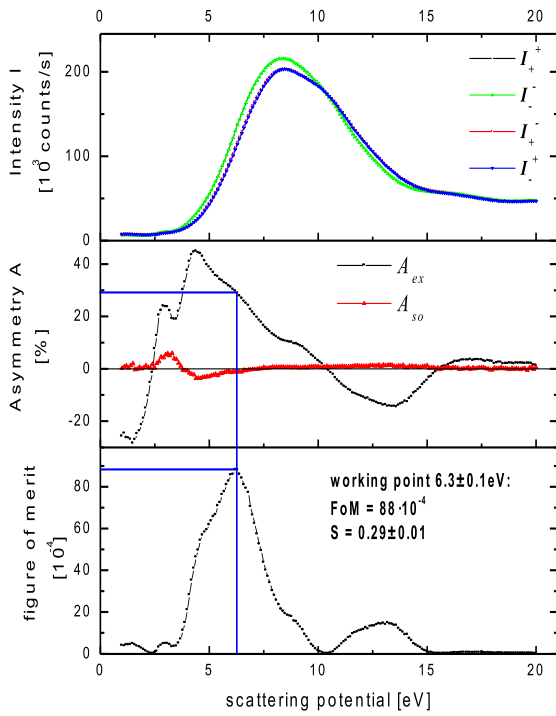 0 5 10 15 20
Intensity I
[10³ counts/s]
200
100
0
I₊⁺
I₋⁻
I₊⁻
I₋⁺
Asymmetry A
[%]
40
20
0
-20
A_ex
A_so
figure of merit
[10⁻⁴]
80
60
40
20
0
working point 6.3±0.1eV:
FoM = 88·10⁻⁴
S = 0.29±0.01
0 5 10 15 20
scattering potential [eV]